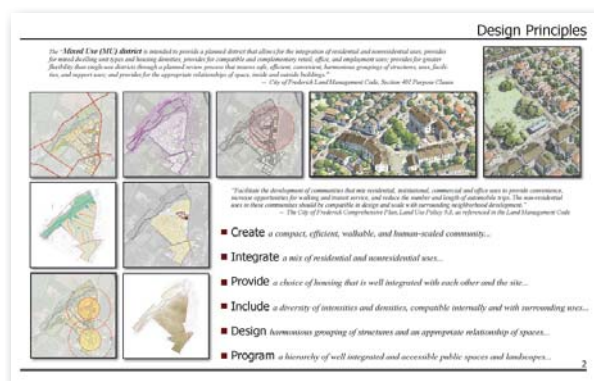 Design Principles
The "Mixed Use (MU) district is intended to provide a planned district that allows for the integration of residential and nonresidential uses, provides
for mixed dwelling unit types and housing densities, provides for compatible and complementary retail, office, and employment uses; provides for greater
flexibility than single-use districts through a planned review process that ensures safe, efficient, convenient, harmonious groupings of structures, uses, facili-
ties, and support uses; and provides for the appropriate relationships of space, inside and outside buildings."
– City of Frederick Land Management Code, Section 402 Purpose Clause
"Facilitate the development of communities that mix residential, institutional, commercial and office uses to provide convenience,
increase opportunities for walking and transit service, and reduce the number and length of automobile trips. The non-residential
uses in these communities should be compatible in design and scale with surrounding neighborhood development."
– The City of Frederick Comprehensive Plan, Land Use Policy as referenced in the Land Management Code
Create a compact, efficient, walkable, and human-scaled community...
Integrate a mix of residential and nonresidential uses...
Provide a choice of housing that is well integrated with each other and the site...
Include a diversity of intensities and densities, compatible internally and with surrounding uses...
Design harmonious grouping of structures and an appropriate relationship of spaces...
Program a hierarchy of well integrated and accessible public spaces and landscapes...
2